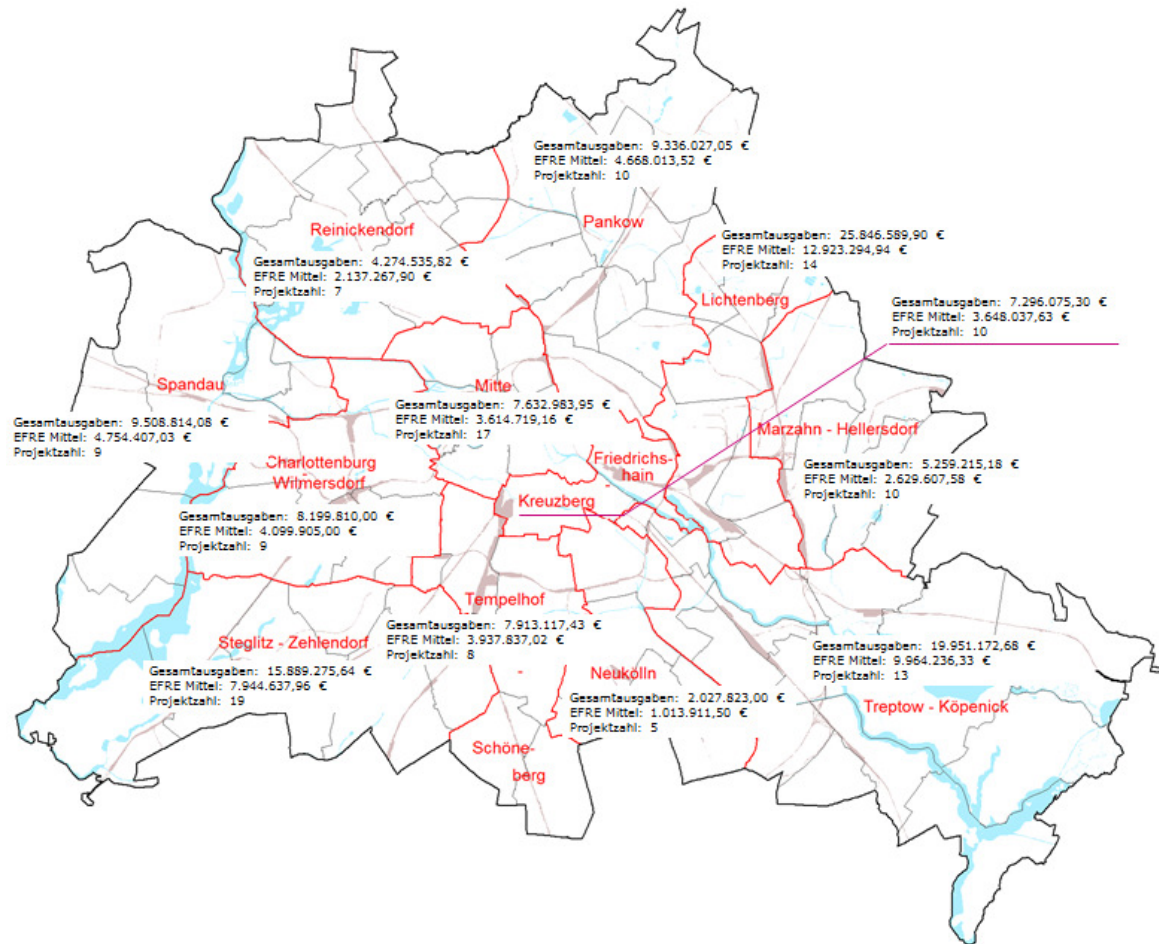 Gesamtausgaben: 9.336.027,05 €
EFRE Mittel: 4.668.013,52 €
Projektzahl: 10
Pankow
Reinickendorf
Gesamtausgaben: 4.274.535,82 €
EFRE Mittel: 2.137.267,90 €
Projektzahl: 7
Gesamtausgaben: 25.846.589,90 €
EFRE Mittel: 12.923.294,94 €
Projektzahl: 14
Lichtenberg
Gesamtausgaben: 7.296.075,30 €
EFRE Mittel: 3.648.037,63 €
Projektzahl: 10
Spandau
Gesamtausgaben: 9.508.814,08 €
EFRE Mittel: 4.754.407,03 €
Projektzahl: 9
Mitte
Gesamtausgaben: 7.632.983,95 €
EFRE Mittel: 3.614.719,16 €
Projektzahl: 17
Marzahn - Hellersdorf
Gesamtausgaben: 5.259.215,18 €
EFRE Mittel: 2.629.607,58 €
Projektzahl: 10
Charlottenburg
-
Wilmersdorf
Gesamtausgaben: 8.199.810,00 €
EFRE Mittel: 4.099.905,00 €
Projektzahl: 9
Friedrichs-
hain
-
Kreuzberg
Tempelhof
Gesamtausgaben: 7.913.117,43 €
EFRE Mittel: 3.937.837,02 €
Projektzahl: 8
-
Schöne-
berg
Steglitz - Zehlendorf
Gesamtausgaben: 15.889.275,64 €
EFRE Mittel: 7.944.637,96 €
Projektzahl: 19
Neukölln
Gesamtausgaben: 2.027.823,00 €
EFRE Mittel: 1.013.911,50 €
Projektzahl: 5
Gesamtausgaben: 19.951.172,68 €
EFRE Mittel: 9.964.236,33 €
Projektzahl: 13
Treptow - Köpenick